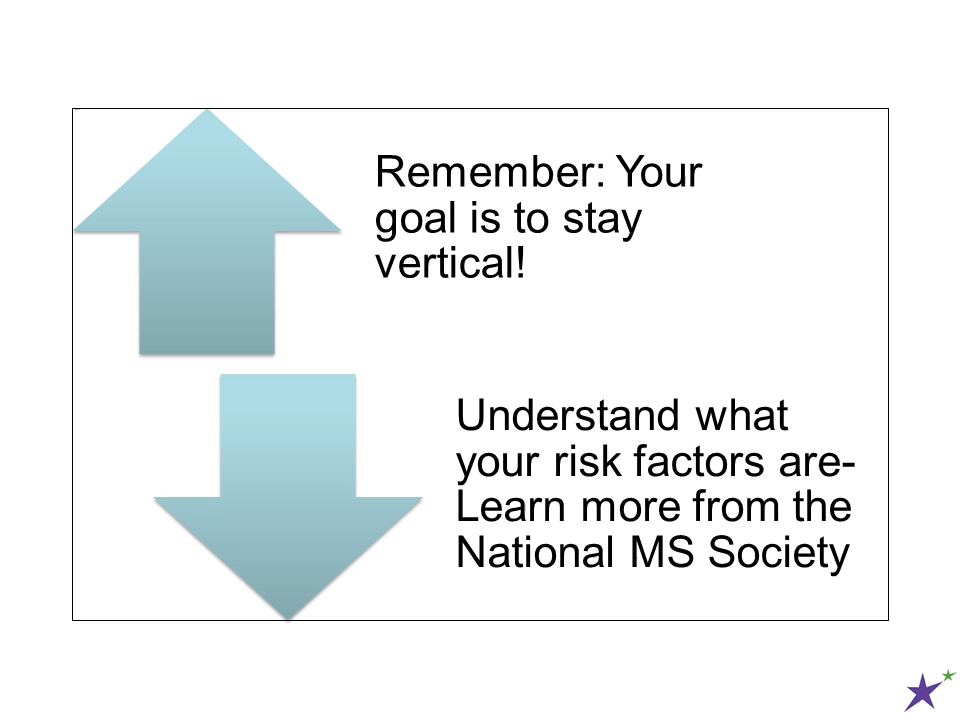 Remember: Your
goal is to stay
vertical!
Understand what
your risk factors are-
Learn more from the
National MS Society